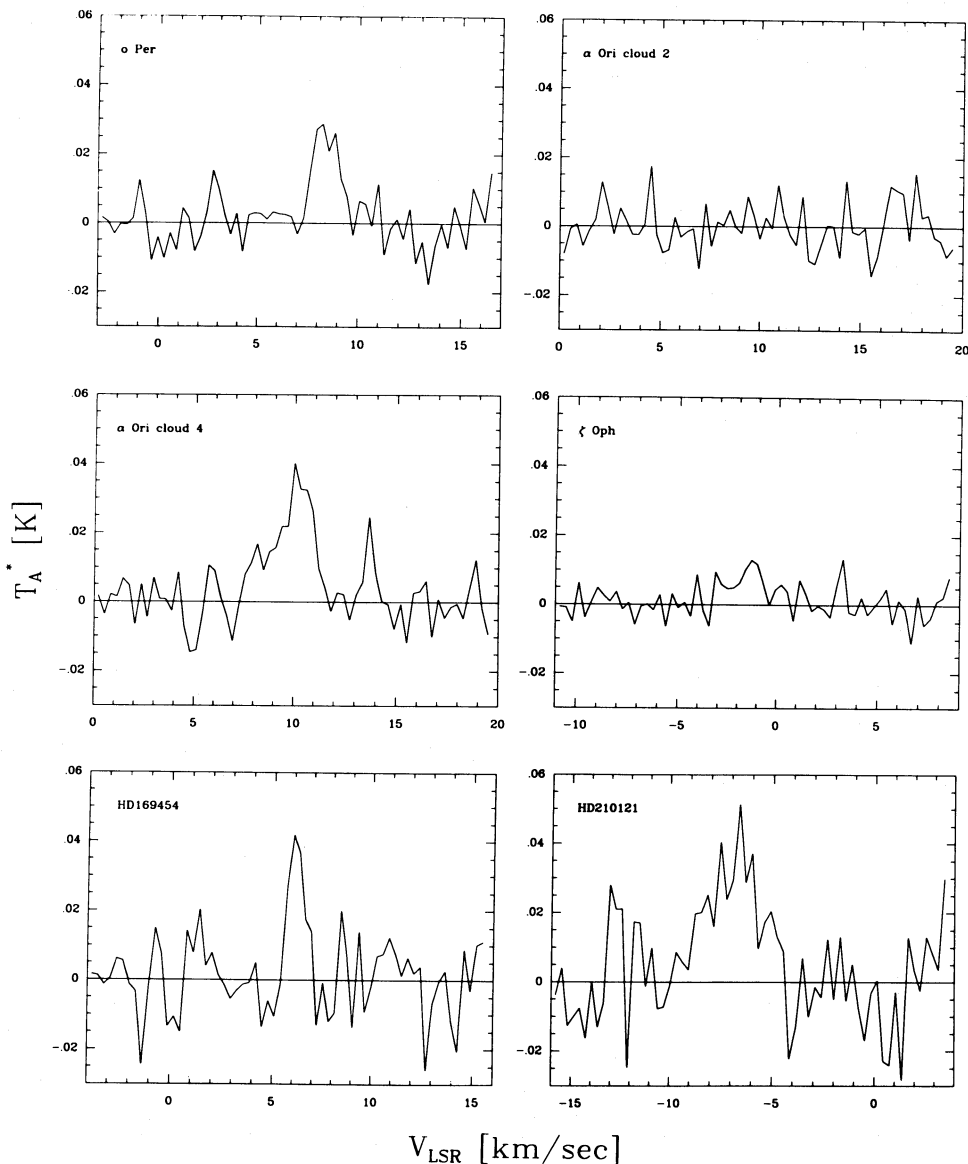 .06
.04
.02
0
-.02
o Per
0 5 10 15
.06
.04
.02
0
-.02
α Ori cloud 2
0 5 10 15 20
.06
.04
.02
0
-.02
α Ori cloud 4
0 5 10 15 20
.06
.04
.02
0
-.02
ζ Oph
-10 -5 0 5
.06
.04
.02
0
-.02
HD169454
0 5 10 15
.06
.04
.02
0
-.02
HD210121
-15 -10 -5 0
T_A^* [K]
V_LSR [km/sec]